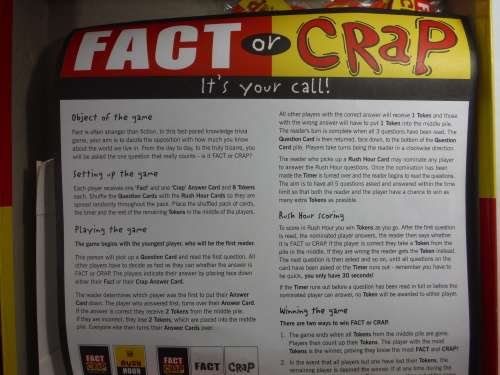 FACT or CRAP
It's your call!
Object of the game
Fact is often stranger than fiction. In this fast-paced knowledge trivia
game, your aim is to dazzle the opposition with how much you know
about the world we live in. From the day to day, to the truly bizarre, you
will be asked the one question that really counts – is it FACT or CRAP?
Setting up the game
Each player receives one 'Fact' and one 'Crap' Answer Card and 8 Tokens
each. Shuffle the Question Cards with the Rush Hour Cards so they are
spread randomly throughout the pack. Place the shuffled pack of cards,
the timer and the rest of the remaining Tokens in the middle of the players.
Playing the game
The game begins with the youngest player, who will be the first reader.
This person will pick up a Question Card and read the first question. All
other players have to decide as fast as they can whether the answer is
FACT or CRAP. The players indicate their answer by placing face down
either their Fact or their Crap Answer Card.
The reader determines which player was the first to put their Answer
Card down. The player who answered first, turns over their Answer Card.
If the answer is correct they receive 2 Tokens from the middle pile.
If they are incorrect, they lose 2 Tokens, which are placed into the middle
pile. Everyone else then turns their Answer Cards over.
FACT CRAP
RUSH HOUR
FACT CRAP
FACT
CRAP
All other players with the correct answer will receive 1 Token and those
with the wrong answer will have to put 1 Token into the middle pile.
The reader's turn is complete when all 3 questions have been read. The
Question Card is then returned, face down, to the bottom of the Question
Card pile. Players take turns being the reader in a clockwise direction.
The reader who picks up a Rush Hour Card may nominate any player
to answer the Rush Hour questions. Once the nomination has been
made the Timer is turned over and the reader begins to read the questions.
The aim is to have all 5 questions asked and answered within the time
limit so that both the reader and the player have a chance to win as
many extra Tokens as possible.
Rush Hour scoring
To score in Rush Hour you win Tokens as you go. After the first question
is read, the nominated player answers, the reader then says whether
it is FACT or CRAP. If the player is correct they take a Token from the
pile in the middle. If they are wrong the reader gets the Token instead.
The next question is then asked and so on, until all questions on the
card have been asked or the Timer runs out – remember you have to
be quick, you only have 30 seconds!
If the Timer runs out before a question has been read in full or before the
nominated player can answer, no Token will be awarded to either player.
Winning the game
There are two ways to win FACT or CRAP.
1. The game ends when all Tokens from the middle pile are gone.
Players then count up their Tokens. The player with the most
Tokens is the winner, proving they know the most FACT and CRAP!
2. In the event that all players but one have lost their Tokens, the
remaining player is deemed the winner. If at any time during the